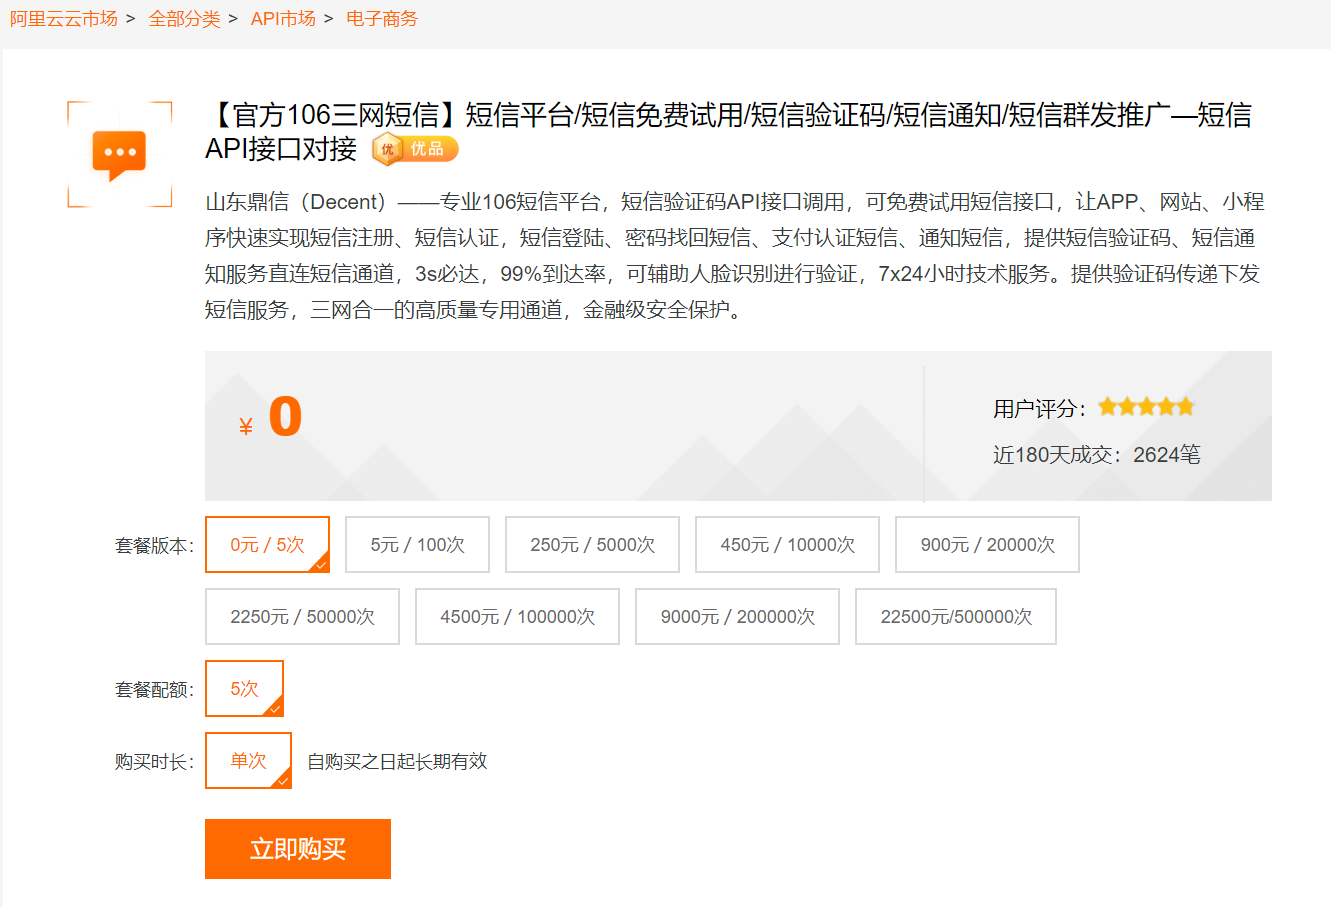 阿里云云市场 > 全部分类 > API市场 > 电子商务
【官方106三网短信】短信平台/短信免费试用/短信验证码/短信通知/短信群发推广—短信
API接口对接 优 优品
山东鼎信（Decent）——专业106短信平台，短信验证码API接口调用，可免费试用短信接口，让APP、网站、小程
序快速实现短信注册、短信认证，短信登陆、密码找回短信、支付认证短信、通知短信，提供短信验证码、短信通
知服务直连短信通道，3s必达，99%到达率，可辅助人脸识别进行验证，7x24小时技术服务。提供验证码传递下发
短信服务，三网合一的高质量专用通道，金融级安全保护。
¥ 0
用户评分：
近180天成交：2624笔
套餐版本： 0元 / 5次 5元 / 100次 250元 / 5000次 450元 / 10000次 900元 / 20000次
2250元 / 50000次 4500元 / 100000次 9000元 / 200000次 22500元/500000次
套餐配额： 5次
购买时长： 单次 自购买之日起长期有效
立即购买